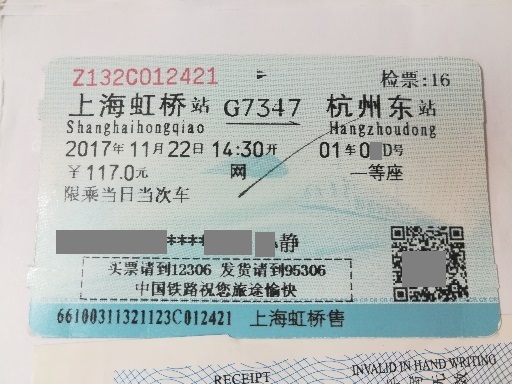 Z132C012421
检票:16
上海虹桥站 G7347 杭州东站
Shanghaihongqiao Hangzhoudong
2017年11月22日 14:30开 01车0 D号
￥117.0元 网 一等座
限乘当日当次车
**** 静
买票请到12306 发货请到95306
中国铁路祝您旅途愉快
66100311321123C012421 上海虹桥售
RECEIPT
INVALID IN HAND WRITING